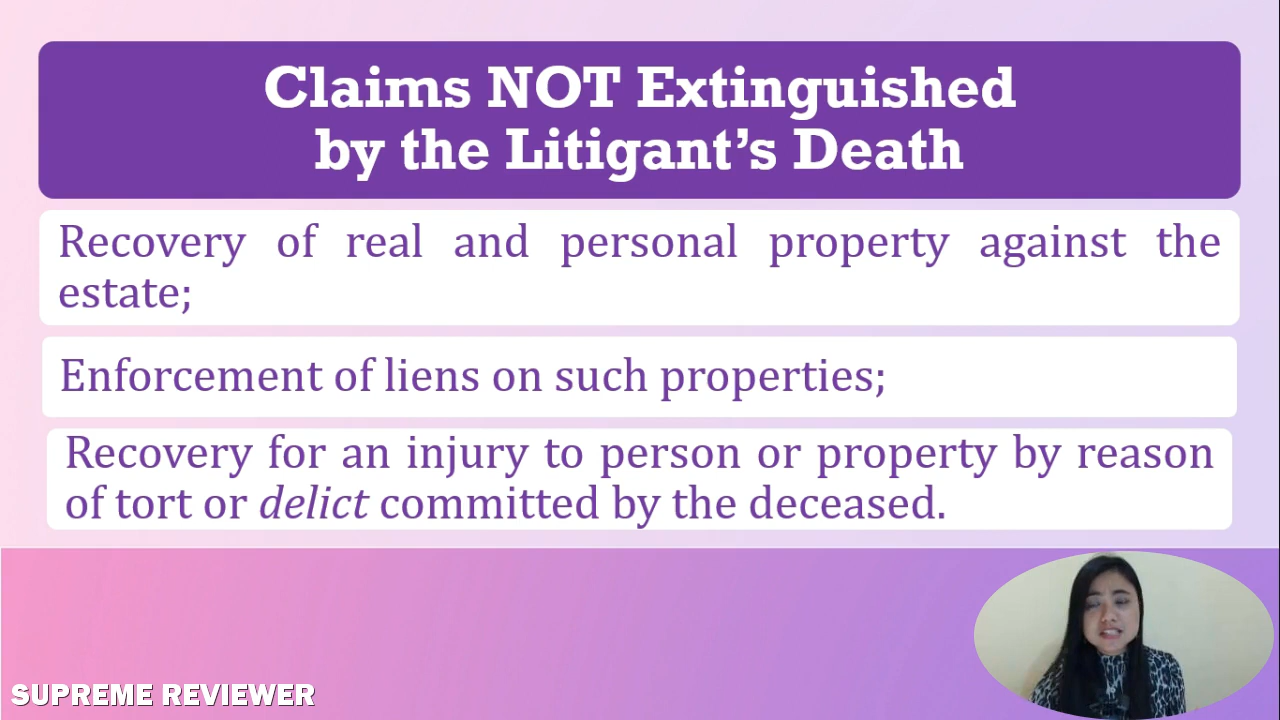 Claims NOT Extinguished
by the Litigant’s Death
Recovery of real and personal property against the
estate;
Enforcement of liens on such properties;
Recovery for an injury to person or property by reason
of tort or delict committed by the deceased.
SUPREME REVIEWER